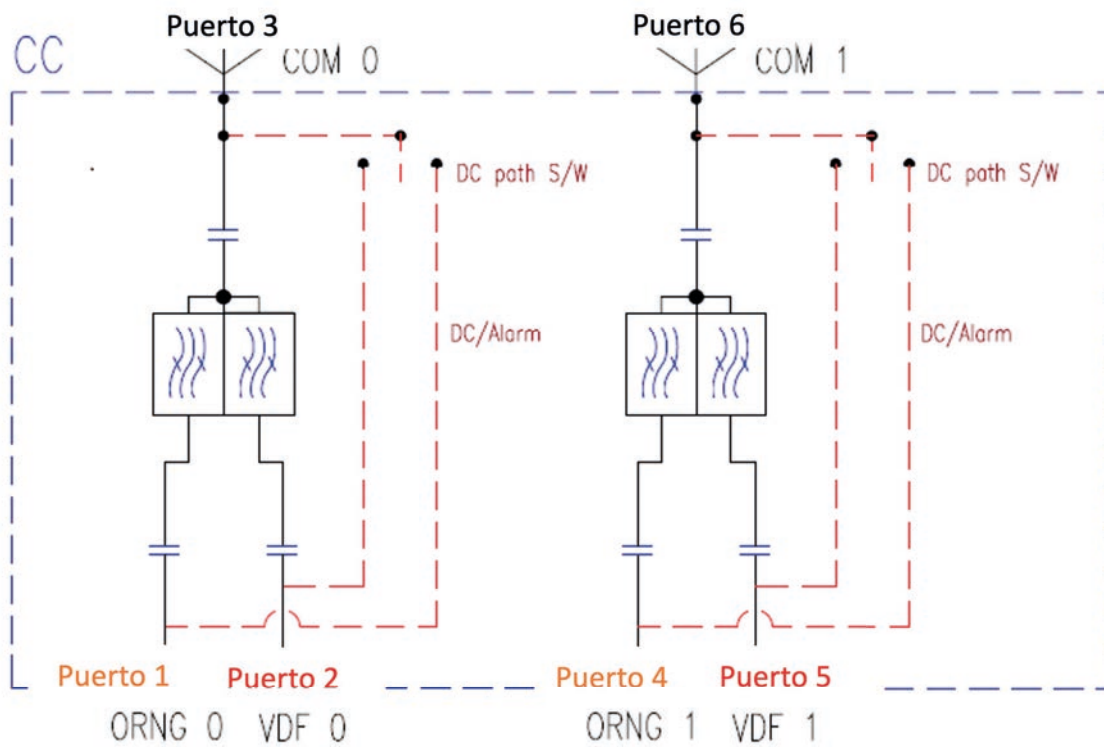 Puerto 3
Puerto 6
CC
COM 0
COM 1
DC path S/W
DC path S/W
DC/Alarm
DC/Alarm
Puerto 1
Puerto 2
Puerto 4
Puerto 5
ORNG 0
VDF 0
ORNG 1
VDF 1